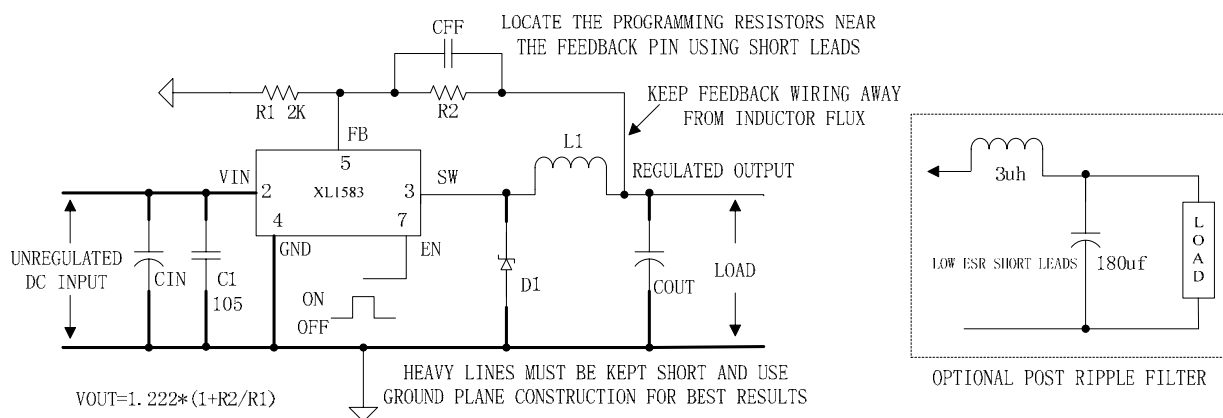 LOCATE THE PROGRAMMING RESISTORS NEAR
THE FEEDBACK PIN USING SHORT LEADS
CFF
R1 2K
R2
KEEP FEEDBACK WIRING AWAY
FROM INDUCTOR FLUX
FB
5
L1
VIN
2
XL1583
3
SW
REGULATED OUTPUT
4
7
GND
EN
UNREGULATED
DC INPUT
CIN
C1
105
ON
OFF
D1
COUT
LOAD
HEAVY LINES MUST BE KEPT SHORT AND USE
GROUND PLANE CONSTRUCTION FOR BEST RESULTS
VOUT=1.222*(1+R2/R1)
3uh
LOW ESR SHORT LEADS
180uf
LOAD
OPTIONAL POST RIPPLE FILTER